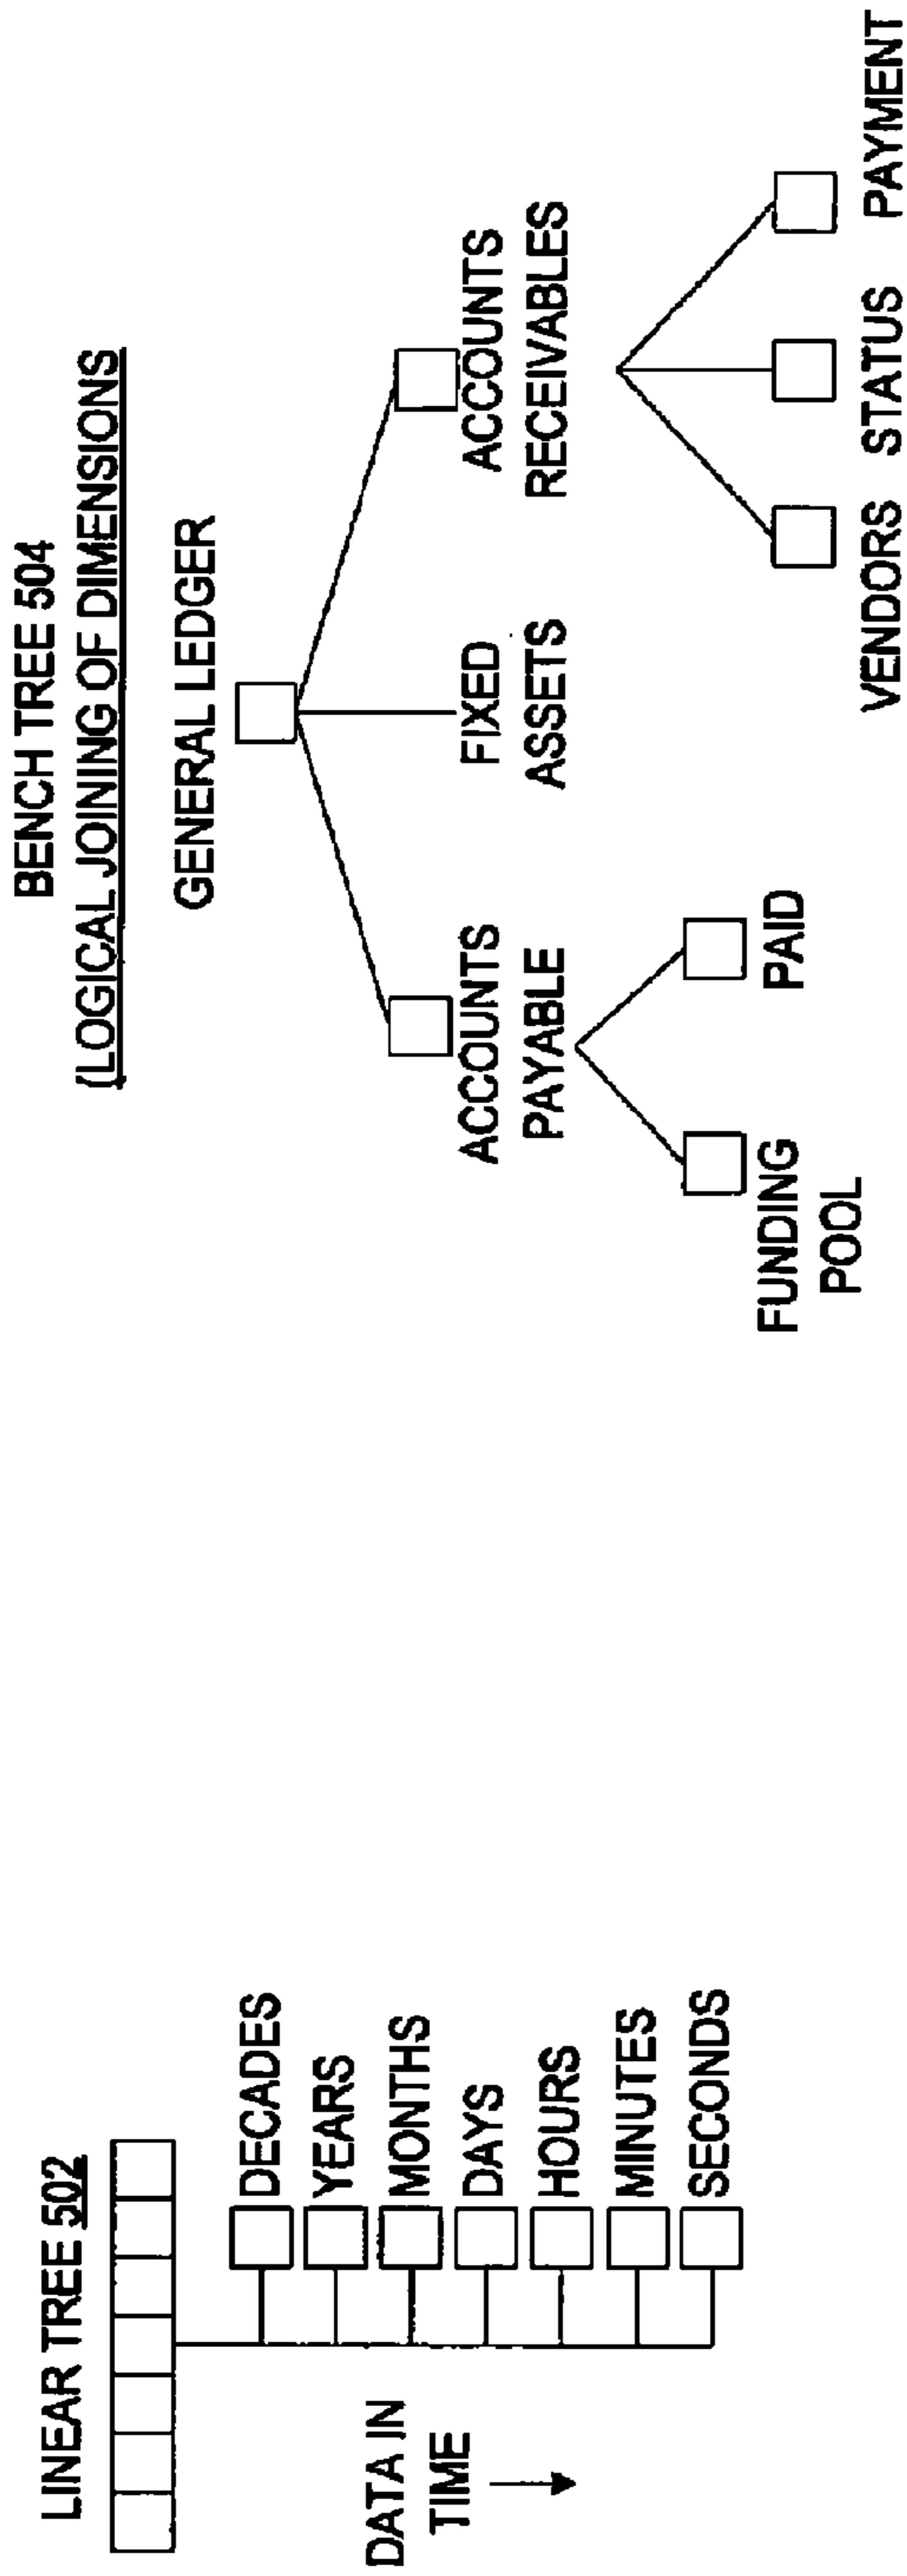 LINEAR TREE 502
DATA IN
TIME
DECADES
YEARS
MONTHS
DAYS
HOURS
MINUTES
SECONDS
BENCH TREE 504
(LOGICAL JOINING OF DIMENSIONS
GENERAL LEDGER
ACCOUNTS
PAYABLE
FIXED
ASSETS
ACCOUNTS
RECEIVABLES
FUNDING
POOL
PAID
VENDORS
STATUS
PAYMENT